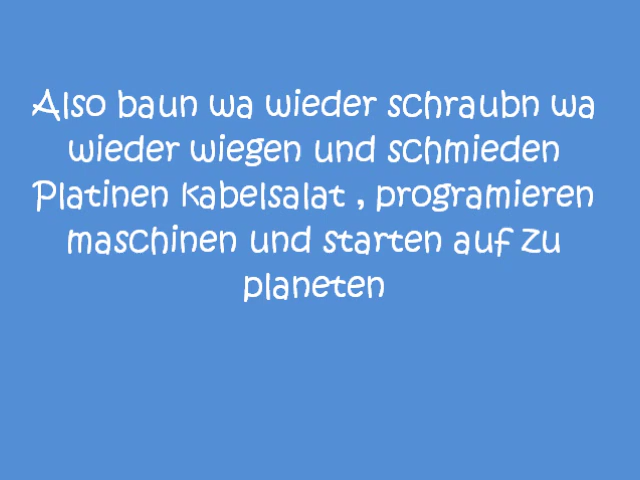 Also baun wa wieder schraubn wa
wieder wiegen und schmieden
Platinen kabelsalat , programieren
maschinen und starten auf zu
planeten